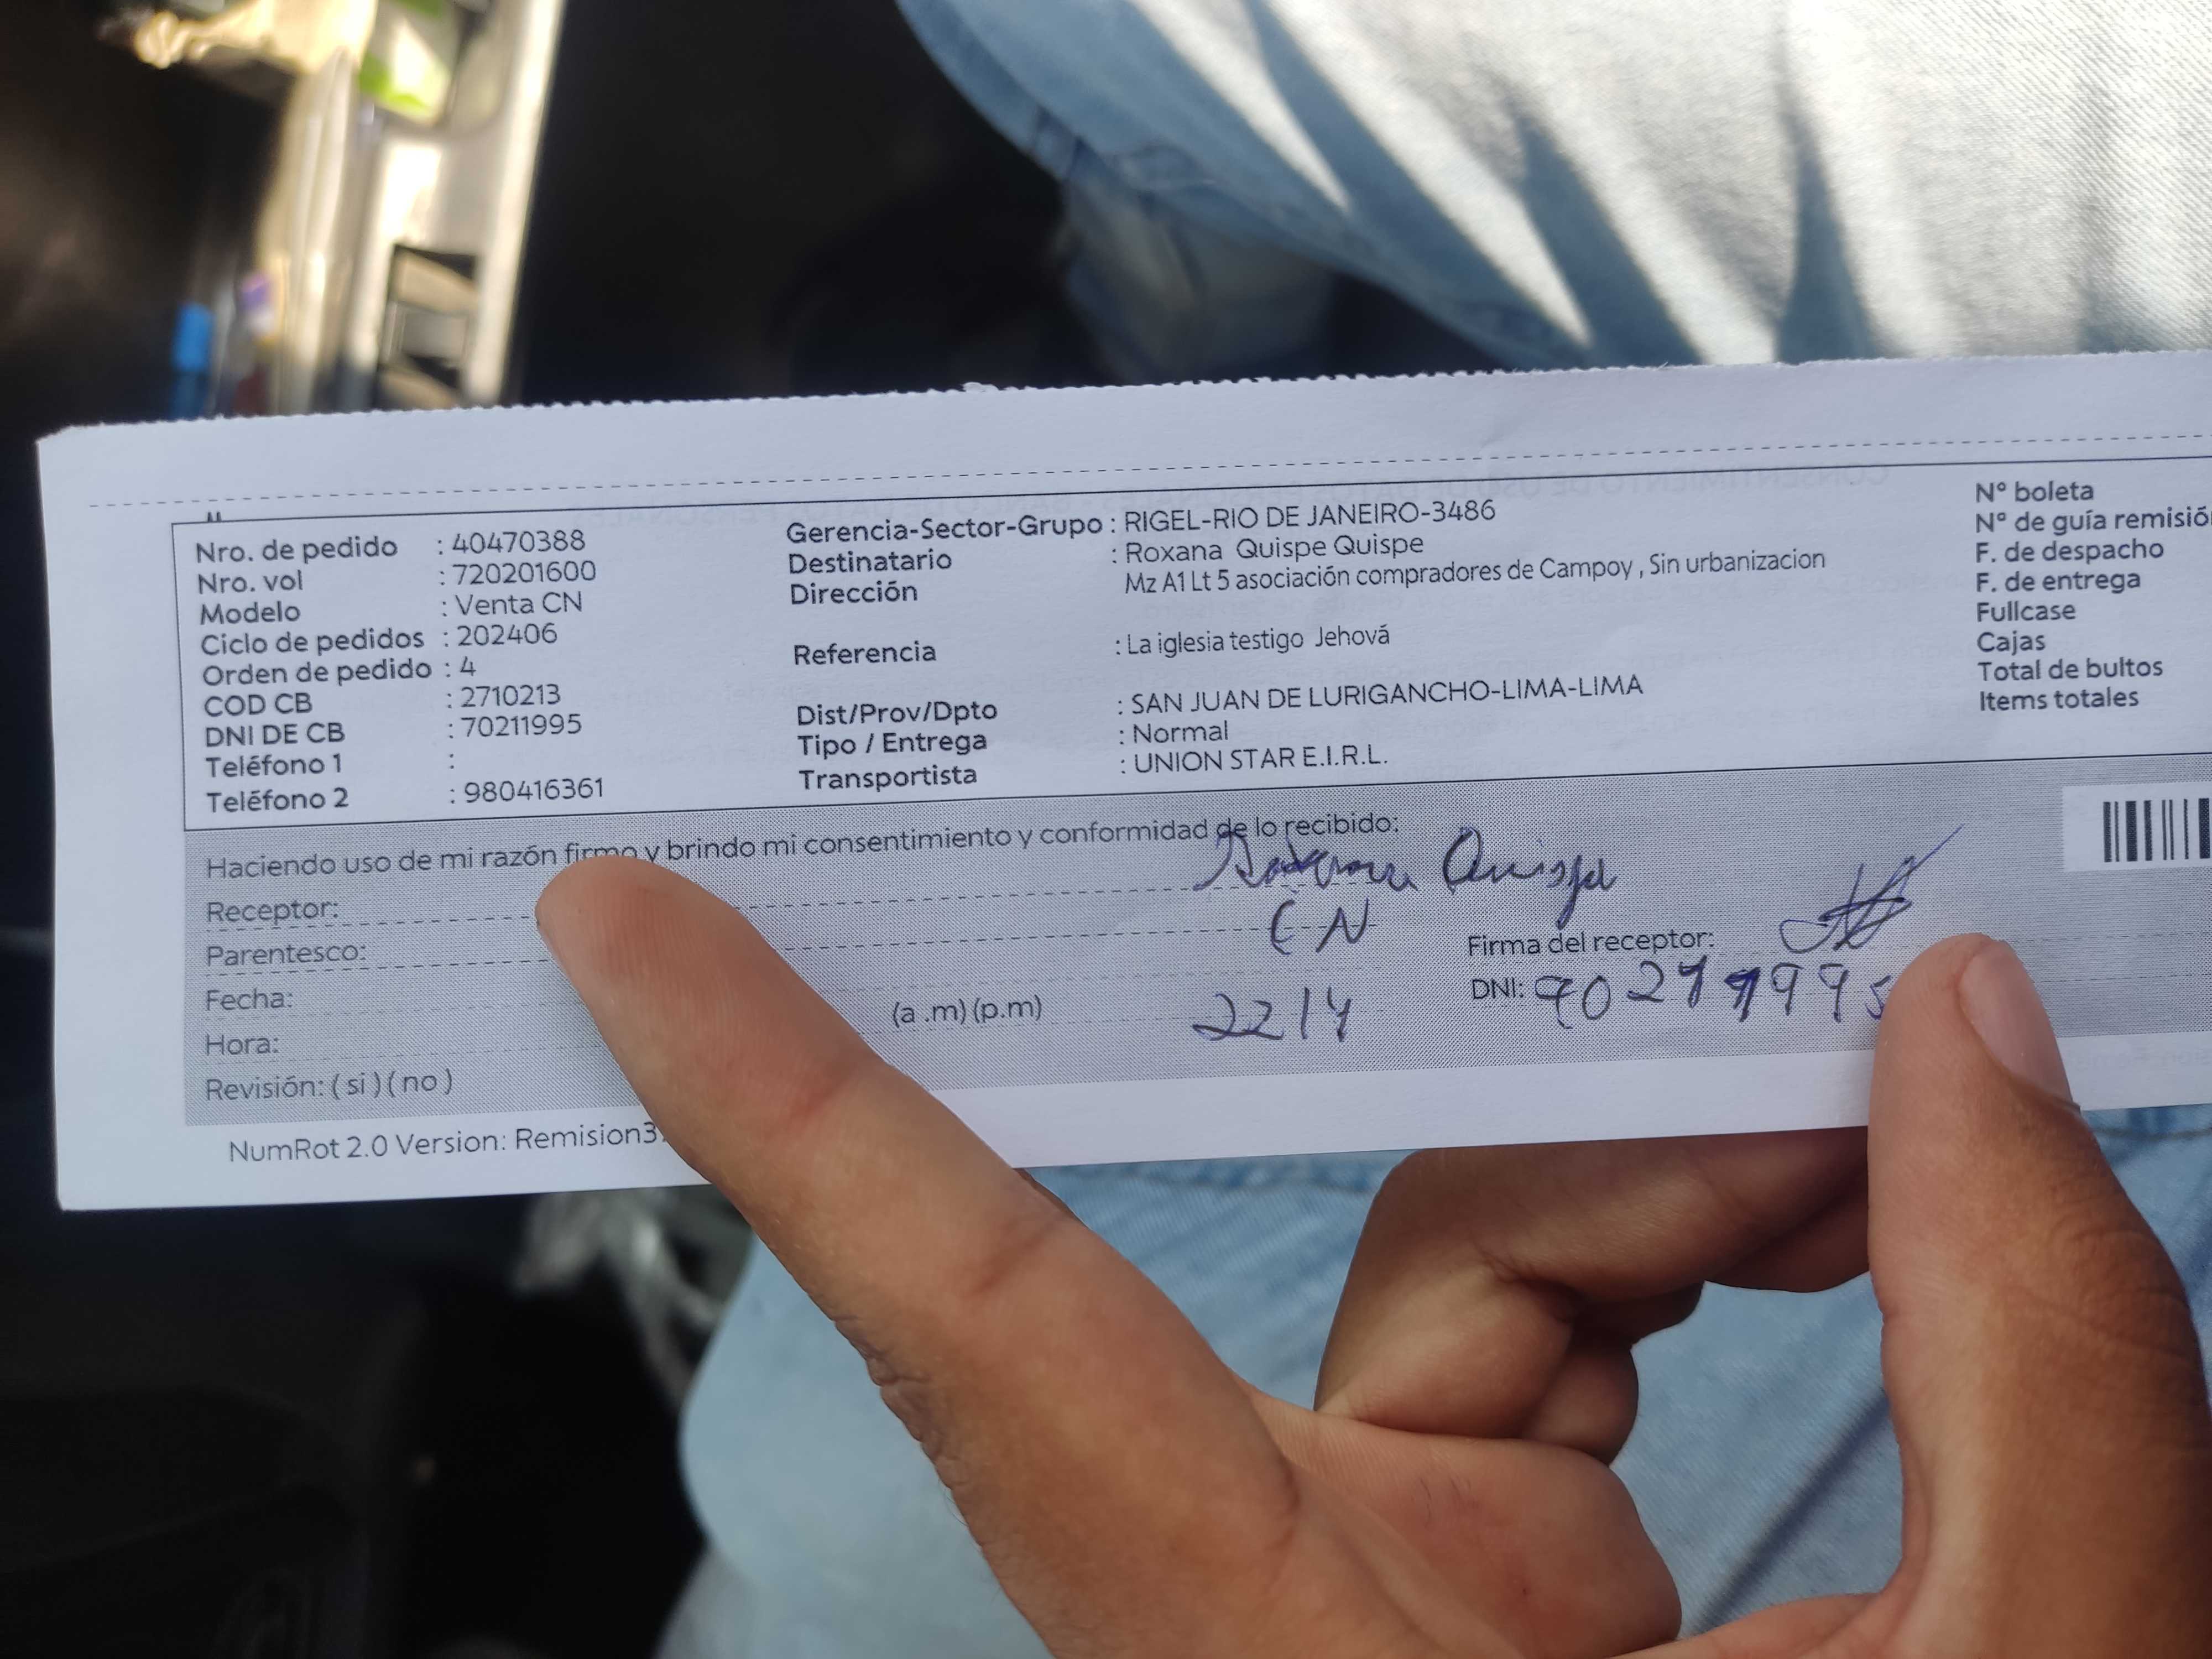 Nro. de pedido : 40470388
Nro. vol : 720201600
Modelo : Venta CN
Ciclo de pedidos : 202406
Orden de pedido : 4
COD CB : 2710213
DNI DE CB : 70211995
Teléfono 1 :
Teléfono 2 : 980416361
Gerencia-Sector-Grupo : RIGEL-RIO DE JANEIRO-3486
Destinatario : Roxana Quispe Quispe
Dirección Mz A1 Lt 5 asociación compradores de Campoy , Sin urbanizacion
Referencia : La iglesia testigo Jehová
Dist/Prov/Dpto : SAN JUAN DE LURIGANCHO-LIMA-LIMA
Tipo / Entrega : Normal
Transportista : UNION STAR E.I.R.L.
N° boleta
N° de guía remisió
F. de despacho
F. de entrega
Fullcase
Cajas
Total de bultos
Items totales
Haciendo uso de mi razón firmo y brindo mi consentimiento y conformidad de lo recibido:
Receptor: Quispe
Parentesco: CN
Fecha:
Firma del receptor:
(a .m) (p.m) 2214
DNI:
Hora:
Revisión: ( si ) ( no )
NumRot 2.0 Version: Remision3